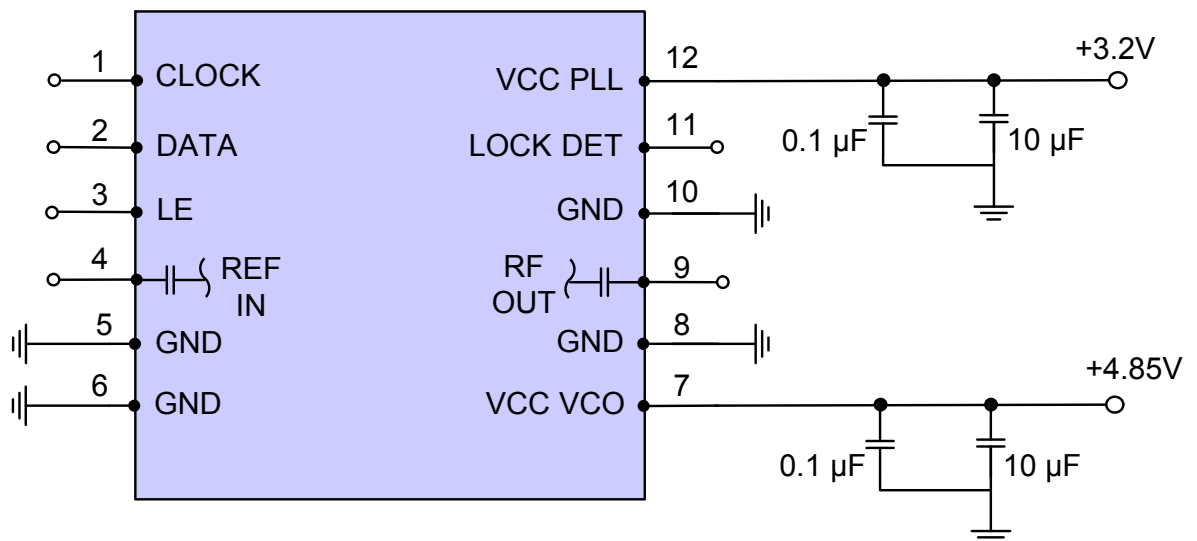 1 CLOCK
2 DATA
3 LE
4 REF
IN
5 GND
6 GND
VCC PLL 12
LOCK DET 11
GND 10
RF
OUT 9
GND 8
VCC VCO 7
+3.2V
0.1 µF 10 µF
+4.85V
0.1 µF 10 µF